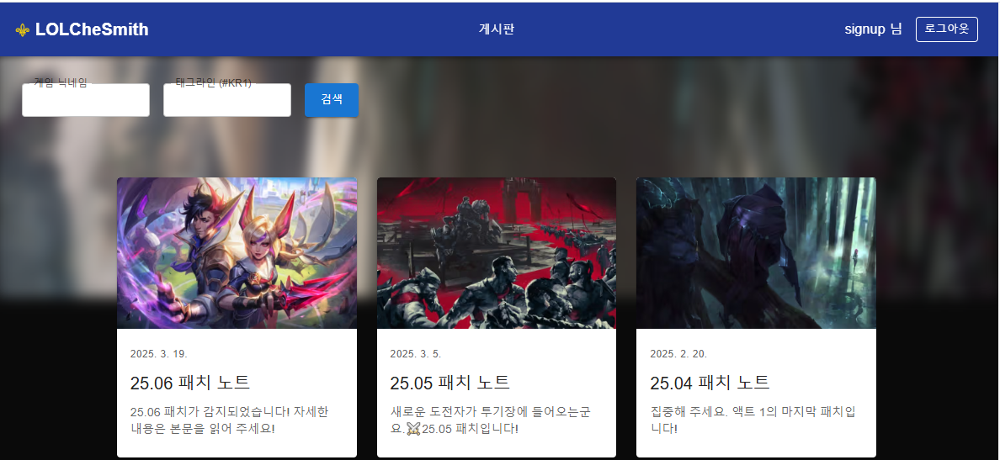 LOLCheSmith
게시판
signup 님
로그아웃
게임 닉네임
태그라인 (#KR1)
검색
2025. 3. 19.
25.06 패치 노트
25.06 패치가 감지되었습니다! 자세한
내용은 본문을 읽어 주세요!
2025. 3. 5.
25.05 패치 노트
새로운 도전자가 투기장에 들어오는군
요.⚔️25.05 패치입니다!
2025. 2. 20.
25.04 패치 노트
집중해 주세요. 액트 1의 마지막 패치입
니다!